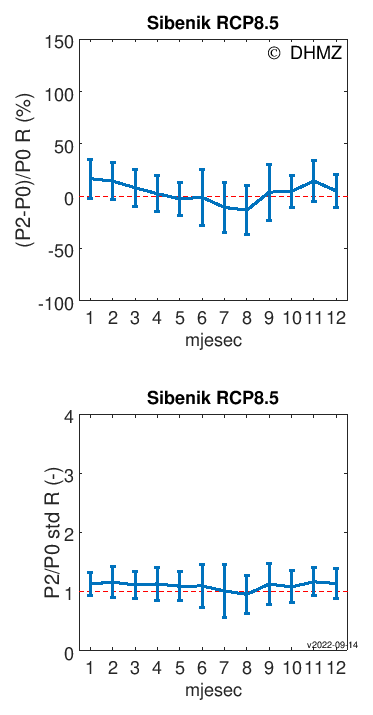 Sibenik RCP8.5
© DHMZ
150
100
50
0
-50
-100
(P2-P0)/P0 R (%)
1 2 3 4 5 6 7 8 9 10 11 12
mjesec
Sibenik RCP8.5
4
3
2
1
0
P2/P0 std R (-)
v2022-09-14
1 2 3 4 5 6 7 8 9 10 11 12
mjesec